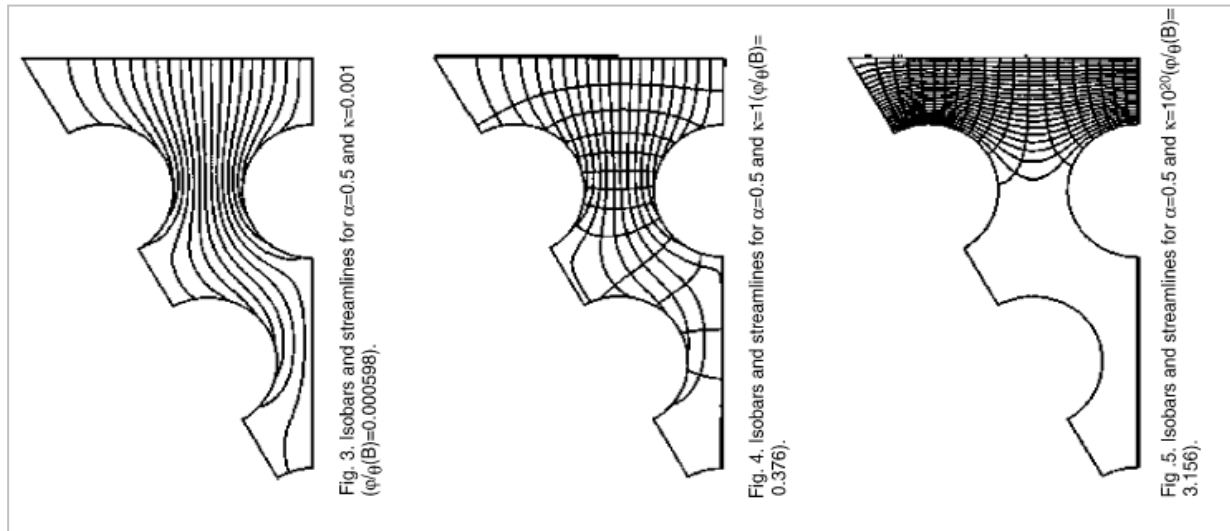 Fig. 3. Isobars and streamlines for α=0.5 and κ=0.001
(φ/θ(B)=0.000598).
Fig. 4. Isobars and streamlines for α=0.5 and κ=1(φ/θ(B)=
0.376).
Fig .5. Isobars and streamlines for α=0.5 and κ=10²⁰(φ/θ(B)=
3.156).